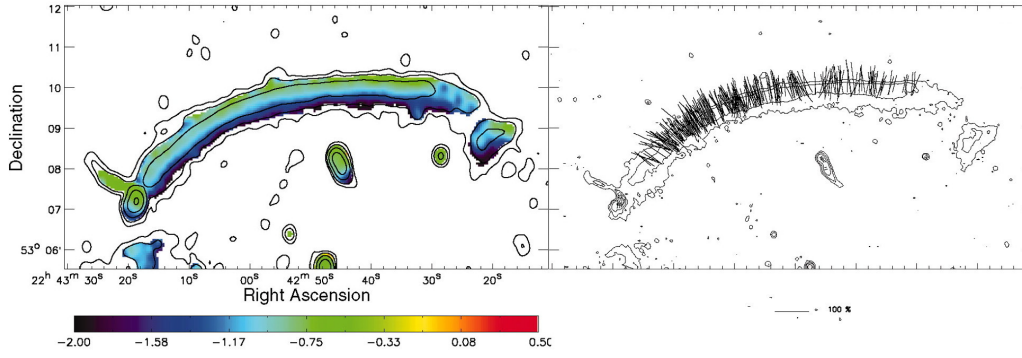 12
11
10
09
08
07
53° 06'
Declination
22ʰ 43ᵐ 30ˢ 20ˢ 10ˢ 00ˢ 42ᵐ 50ˢ 40ˢ 30ˢ 20ˢ
Right Ascension
−2.00 −1.58 −1.17 −0.75 −0.33 0.08 0.50
= 100 %